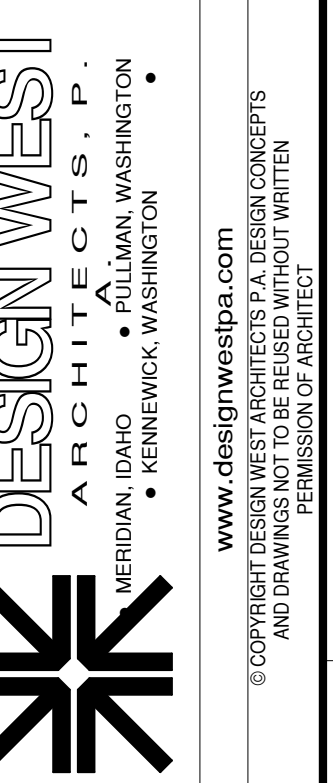 DESIGN WEST
ARCHITECTS, P.
A.
• MERIDIAN, IDAHO • PULLMAN, WASHINGTON
• KENNEWICK, WASHINGTON •
www.designwestpa.com
© COPYRIGHT DESIGN WEST ARCHITECTS P.A. DESIGN CONCEPTS
AND DRAWINGS NOT TO BE REUSED WITHOUT WRITTEN
PERMISSION OF ARCHITECT